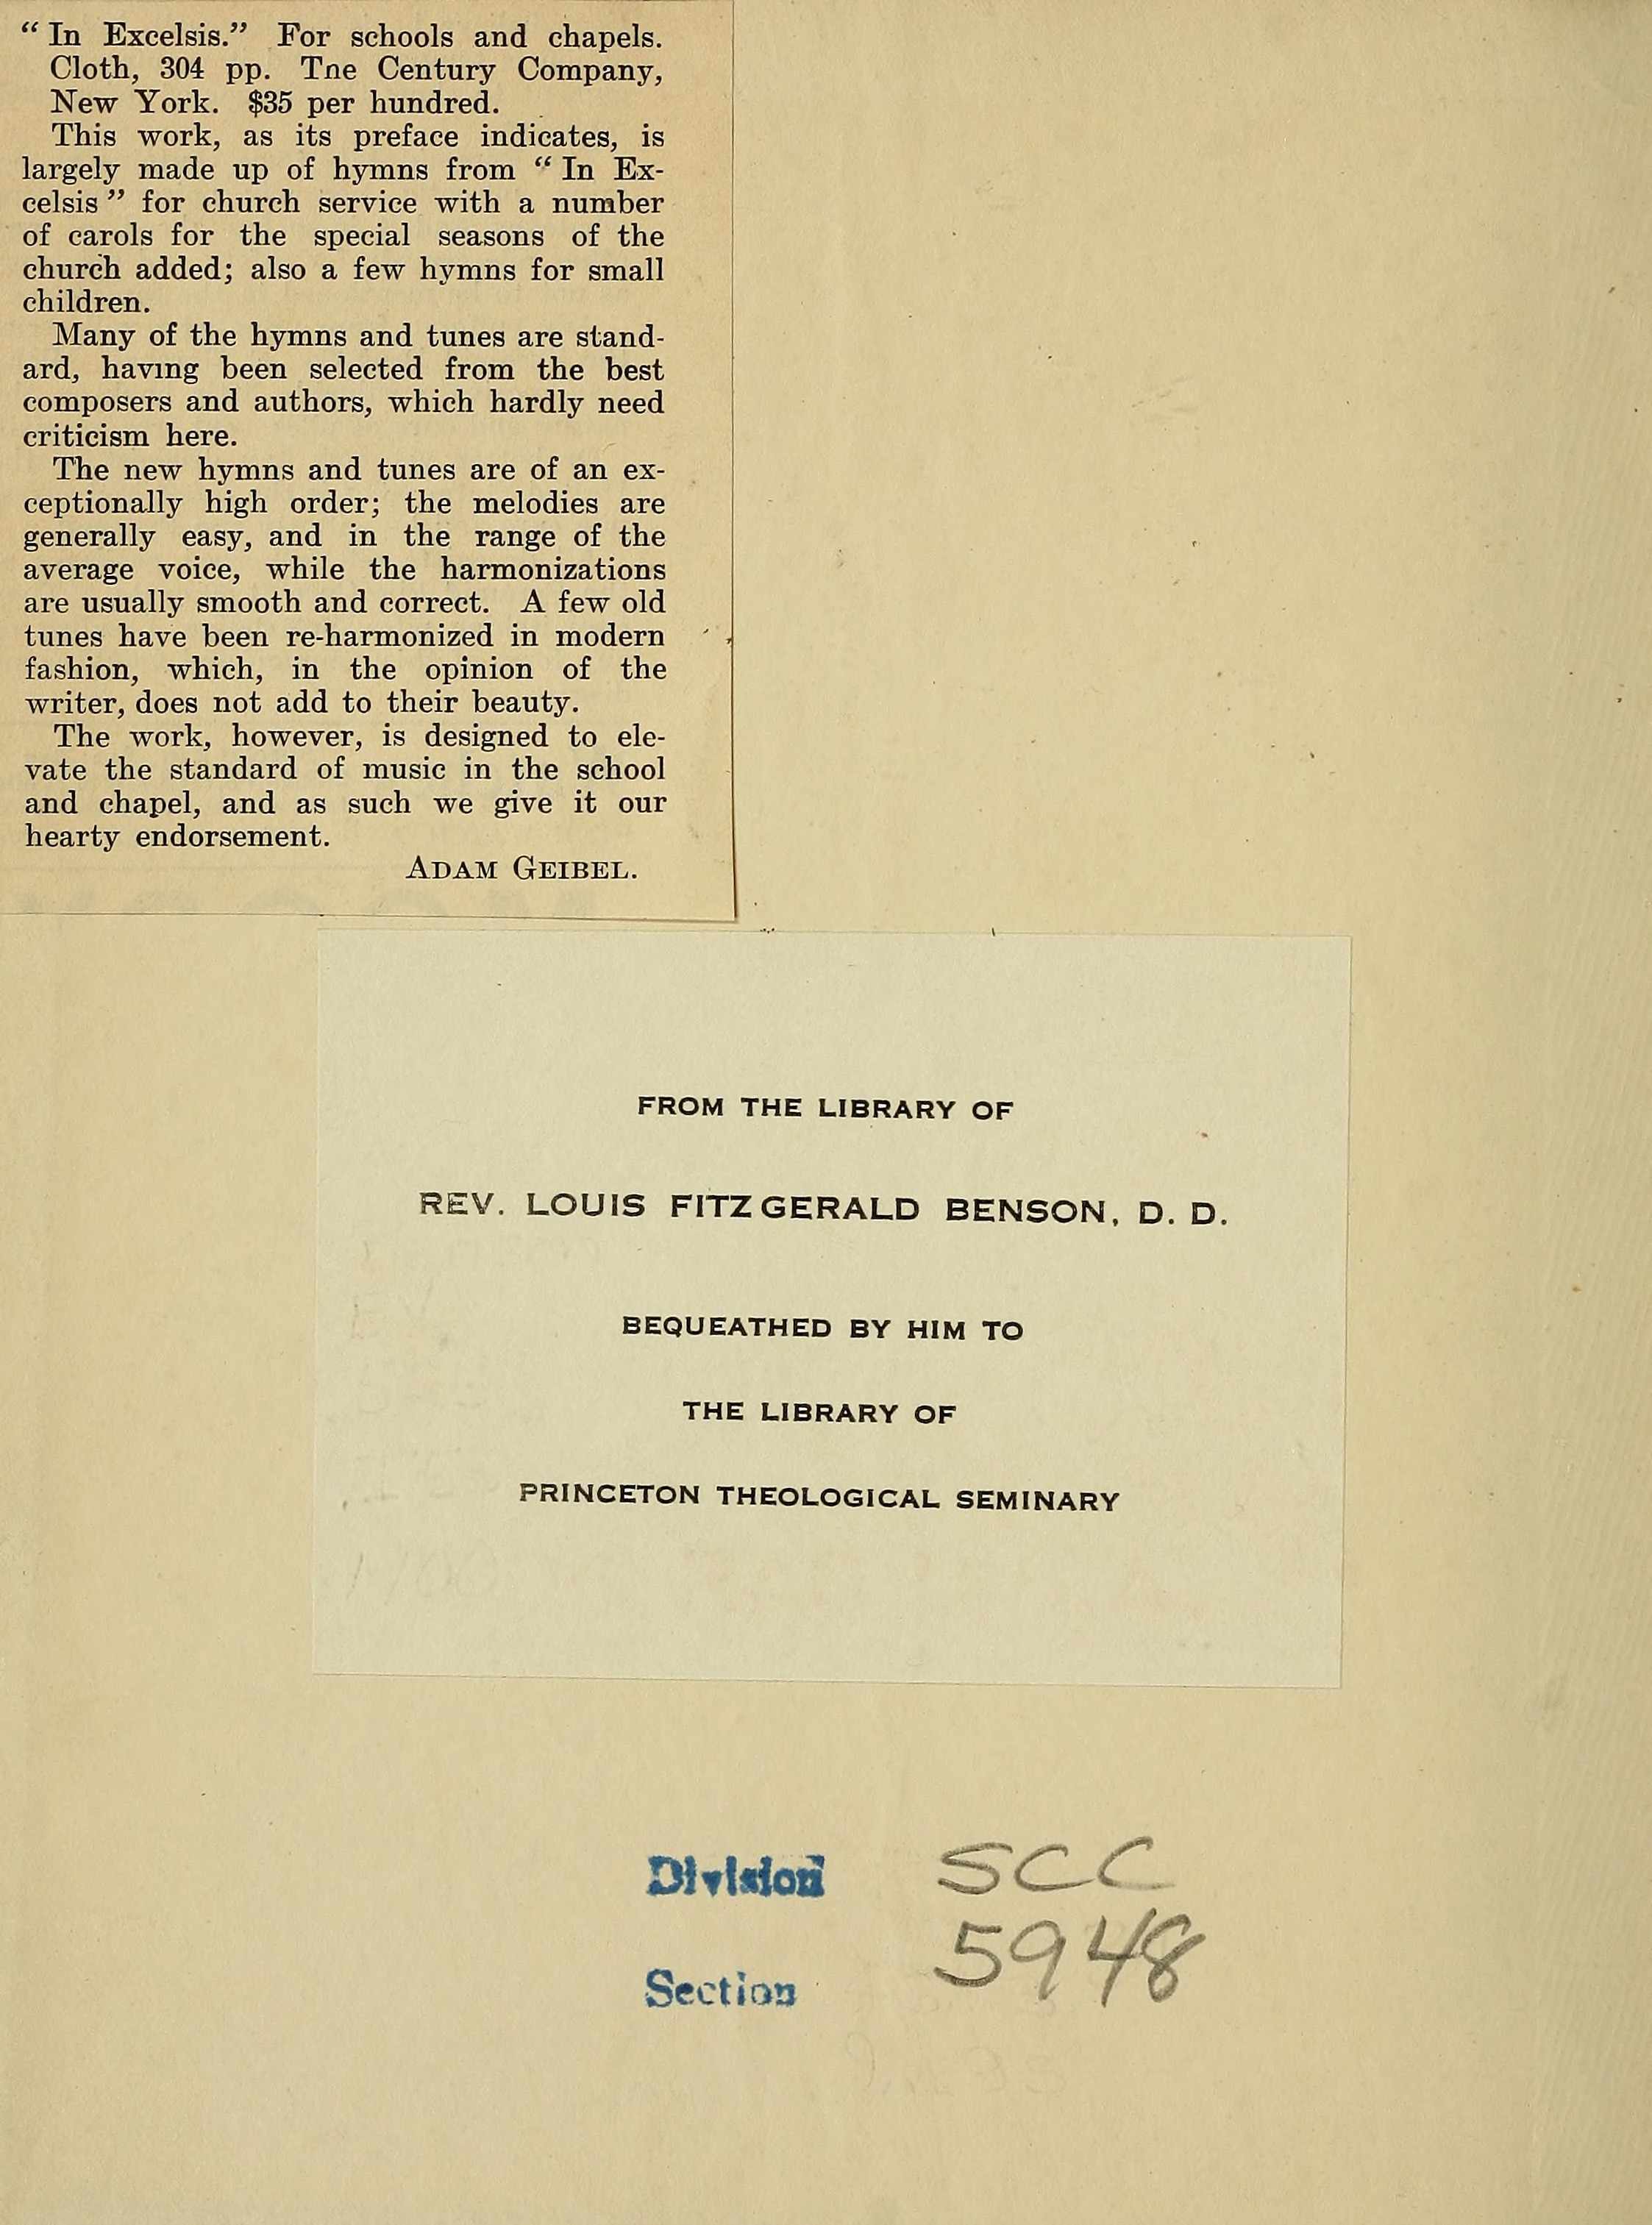 “ In Excelsis.” For schools and chapels.
Cloth, 304 pp. Tne Century Company,
New York. $35 per hundred.
This work, as its preface indicates, is
largely made up of hymns from “ In Ex-
celsis ” for church service with a number
of carols for the special seasons of the
church added; also a few hymns for small
children.
Many of the hymns and tunes are stand-
ard, having been selected from the best
composers and authors, which hardly need
criticism here.
The new hymns and tunes are of an ex-
ceptionally high order; the melodies are
generally easy, and in the range of the
average voice, while the harmonizations
are usually smooth and correct. A few old
tunes have been re-harmonized in modern
fashion, which, in the opinion of the
writer, does not add to their beauty.
The work, however, is designed to ele-
vate the standard of music in the school
and chapel, and as such we give it our
hearty endorsement.
ADAM GEIBEL.
FROM THE LIBRARY OF
REV. LOUIS FITZGERALD BENSON, D. D.
BEQUEATHED BY HIM TO
THE LIBRARY OF
PRINCETON THEOLOGICAL SEMINARY
Division SCC
Section 5948